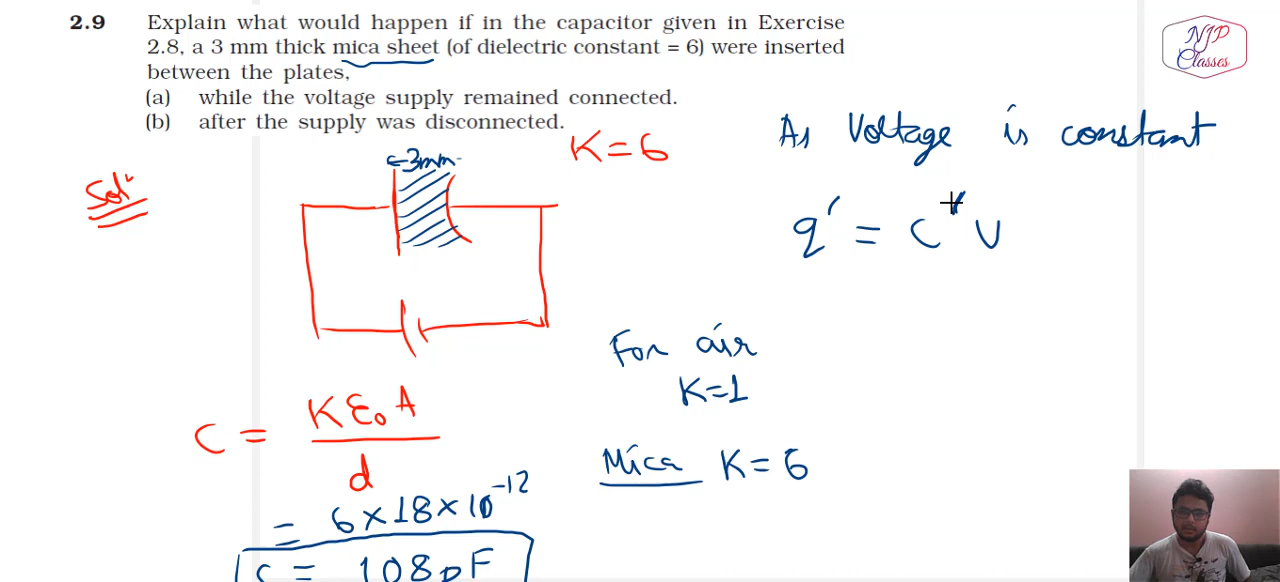 2.9 Explain what would happen if in the capacitor given in Exercise
2.8, a 3 mm thick mica sheet (of dielectric constant = 6) were inserted
between the plates,
(a) while the voltage supply remained connected.
(b) after the supply was disconnected.
NJP
Classes
As Voltage is constant
K=6
3mm
Solⁿ
q' = C' V
For air
K=1
C = Kε₀A
d
Mica K=6
= 6×18×10⁻¹²
C = 108pF